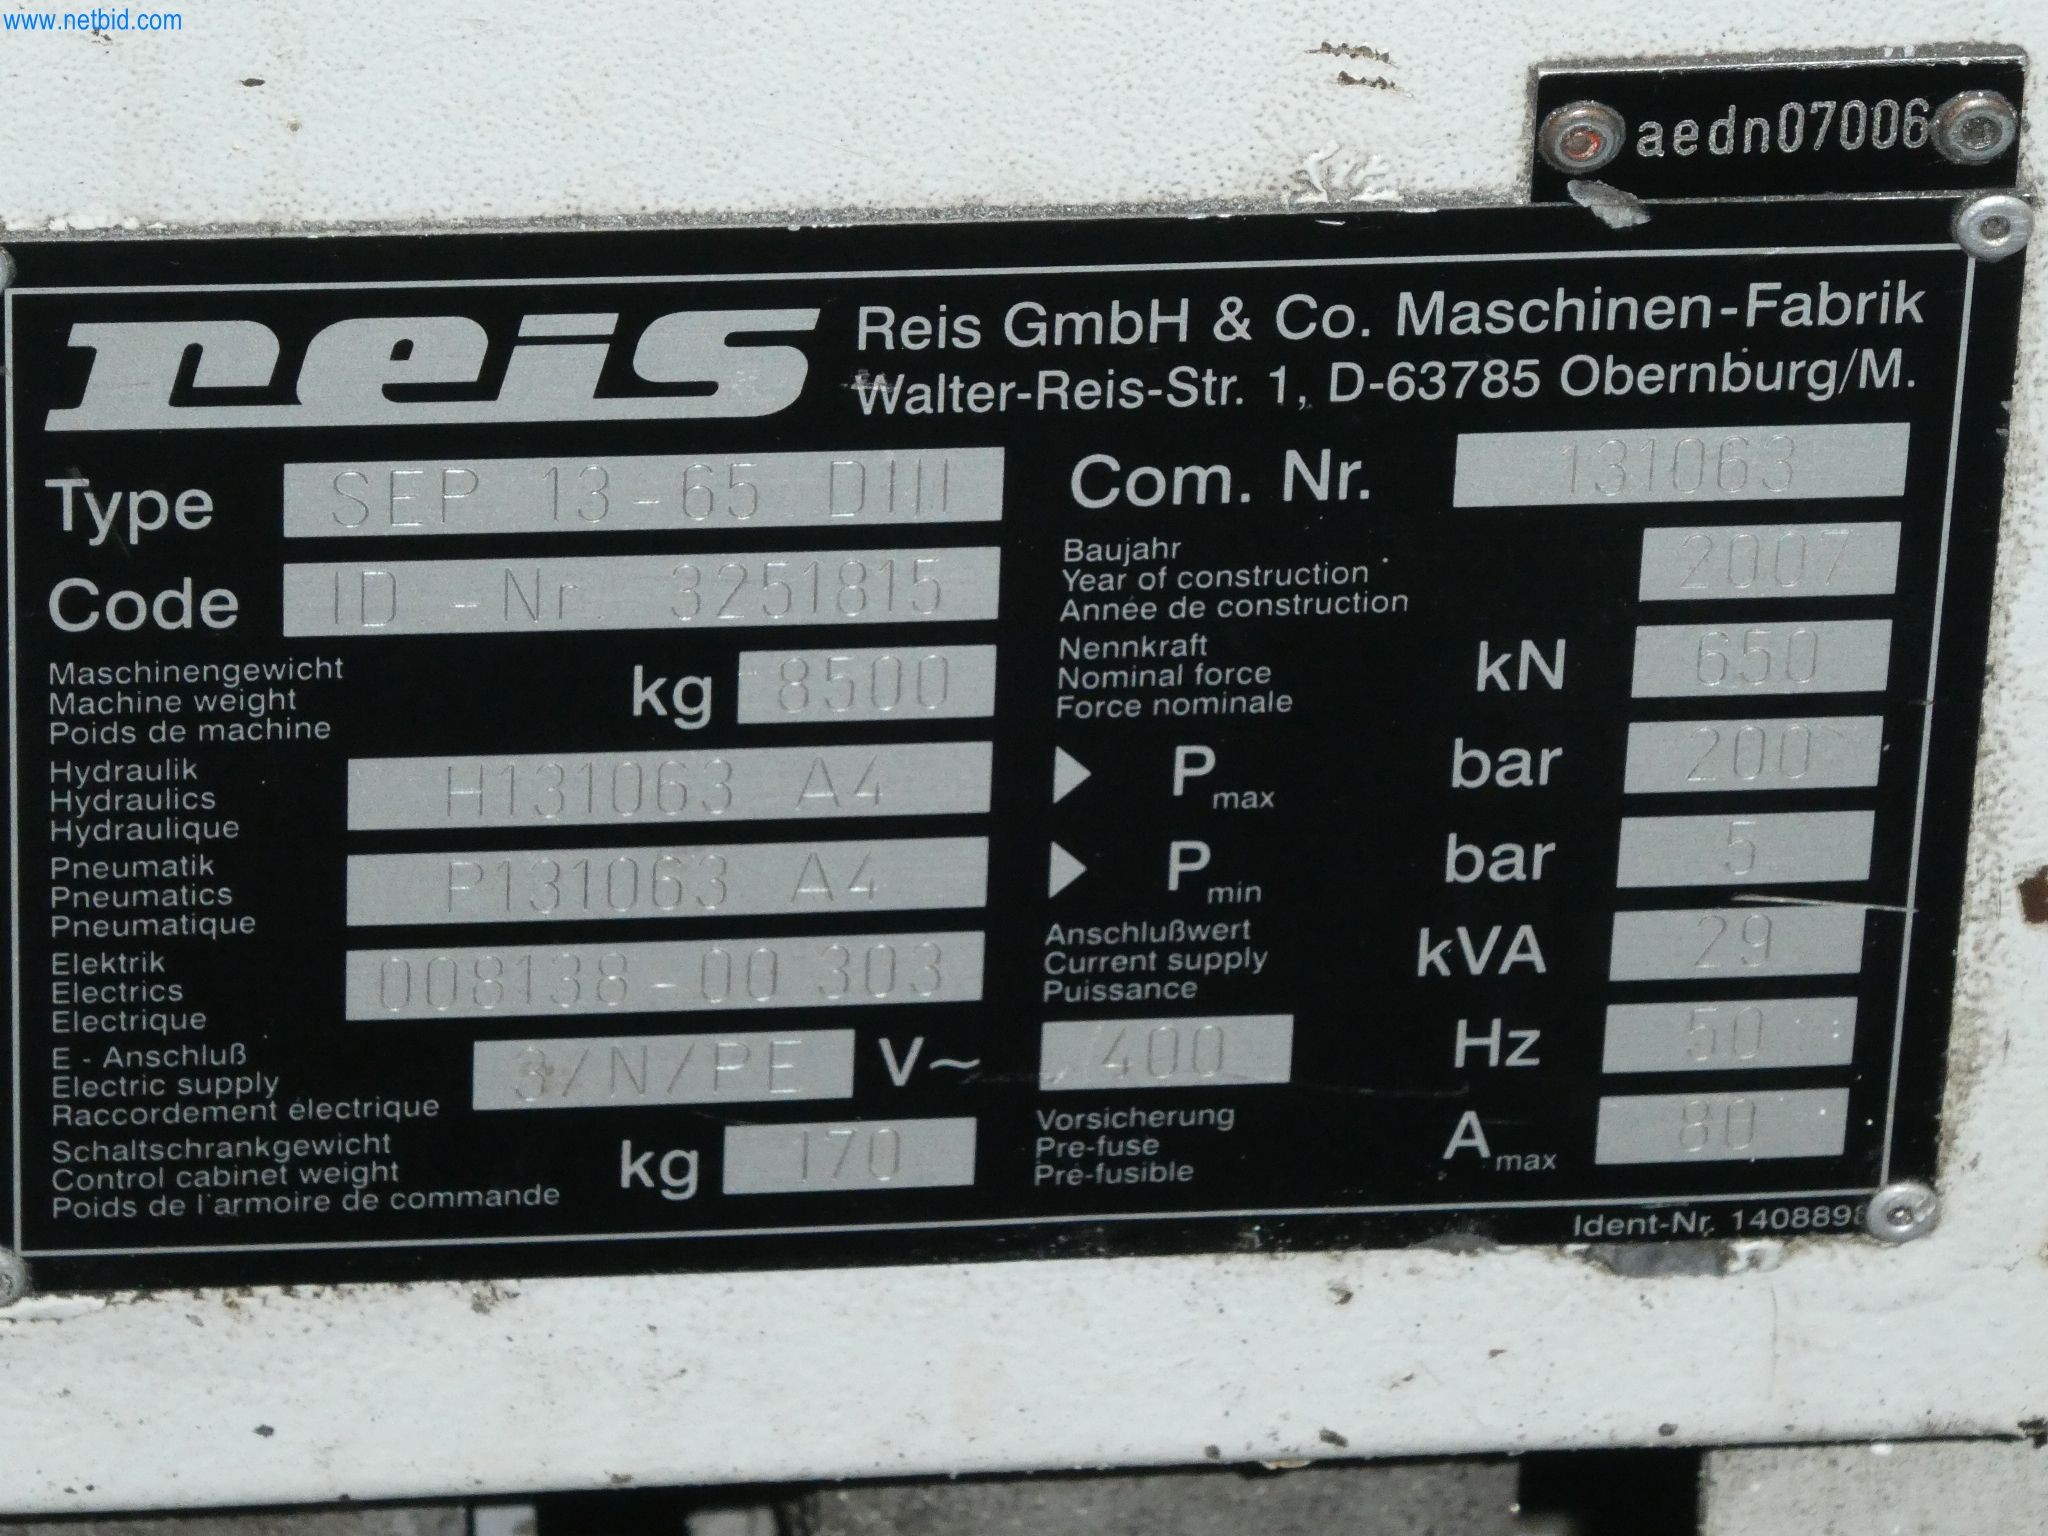 www.netbid.com
aedn07006
reis
Reis GmbH & Co. Maschinen-Fabrik
Walter-Reis-Str. 1, D-63785 Obernburg/M.
Type SEP 13-65 DIII
Com. Nr. 131063
Code ID -Nr. 3251815
Baujahr
Year of construction
Année de construction
2007
Maschinengewicht
Machine weight
Poids de machine
kg 8500
Nennkraft
Nominal force
Force nominale
kN 650
Hydraulik
Hydraulics
Hydraulique
H131063 A4
P max bar 200
Pneumatik
Pneumatics
Pneumatique
P131063 A4
P min bar 5
Elektrik
Electrics
Electrique
008138-00 303
Anschlußwert
Current supply
Puissance
kVA 29
E - Anschluß
Electric supply
Raccordement électrique
3/N/PE V~ 400
Hz 50
Schaltschrankgewicht
Control cabinet weight
Poids de l'armoire de commande
kg 170
Vorsicherung
Pre-fuse
Pré-fusible
A max 80
Ident-Nr. 1408898